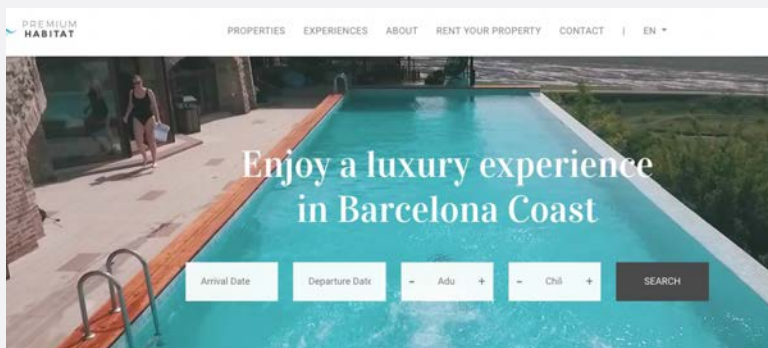 PREMIUM
HABITAT
PROPERTIES EXPERIENCES ABOUT RENT YOUR PROPERTY CONTACT | EN
Enjoy a luxury experience
in Barcelona Coast
Arrival Date Departure Date - Adu + - Chil + SEARCH